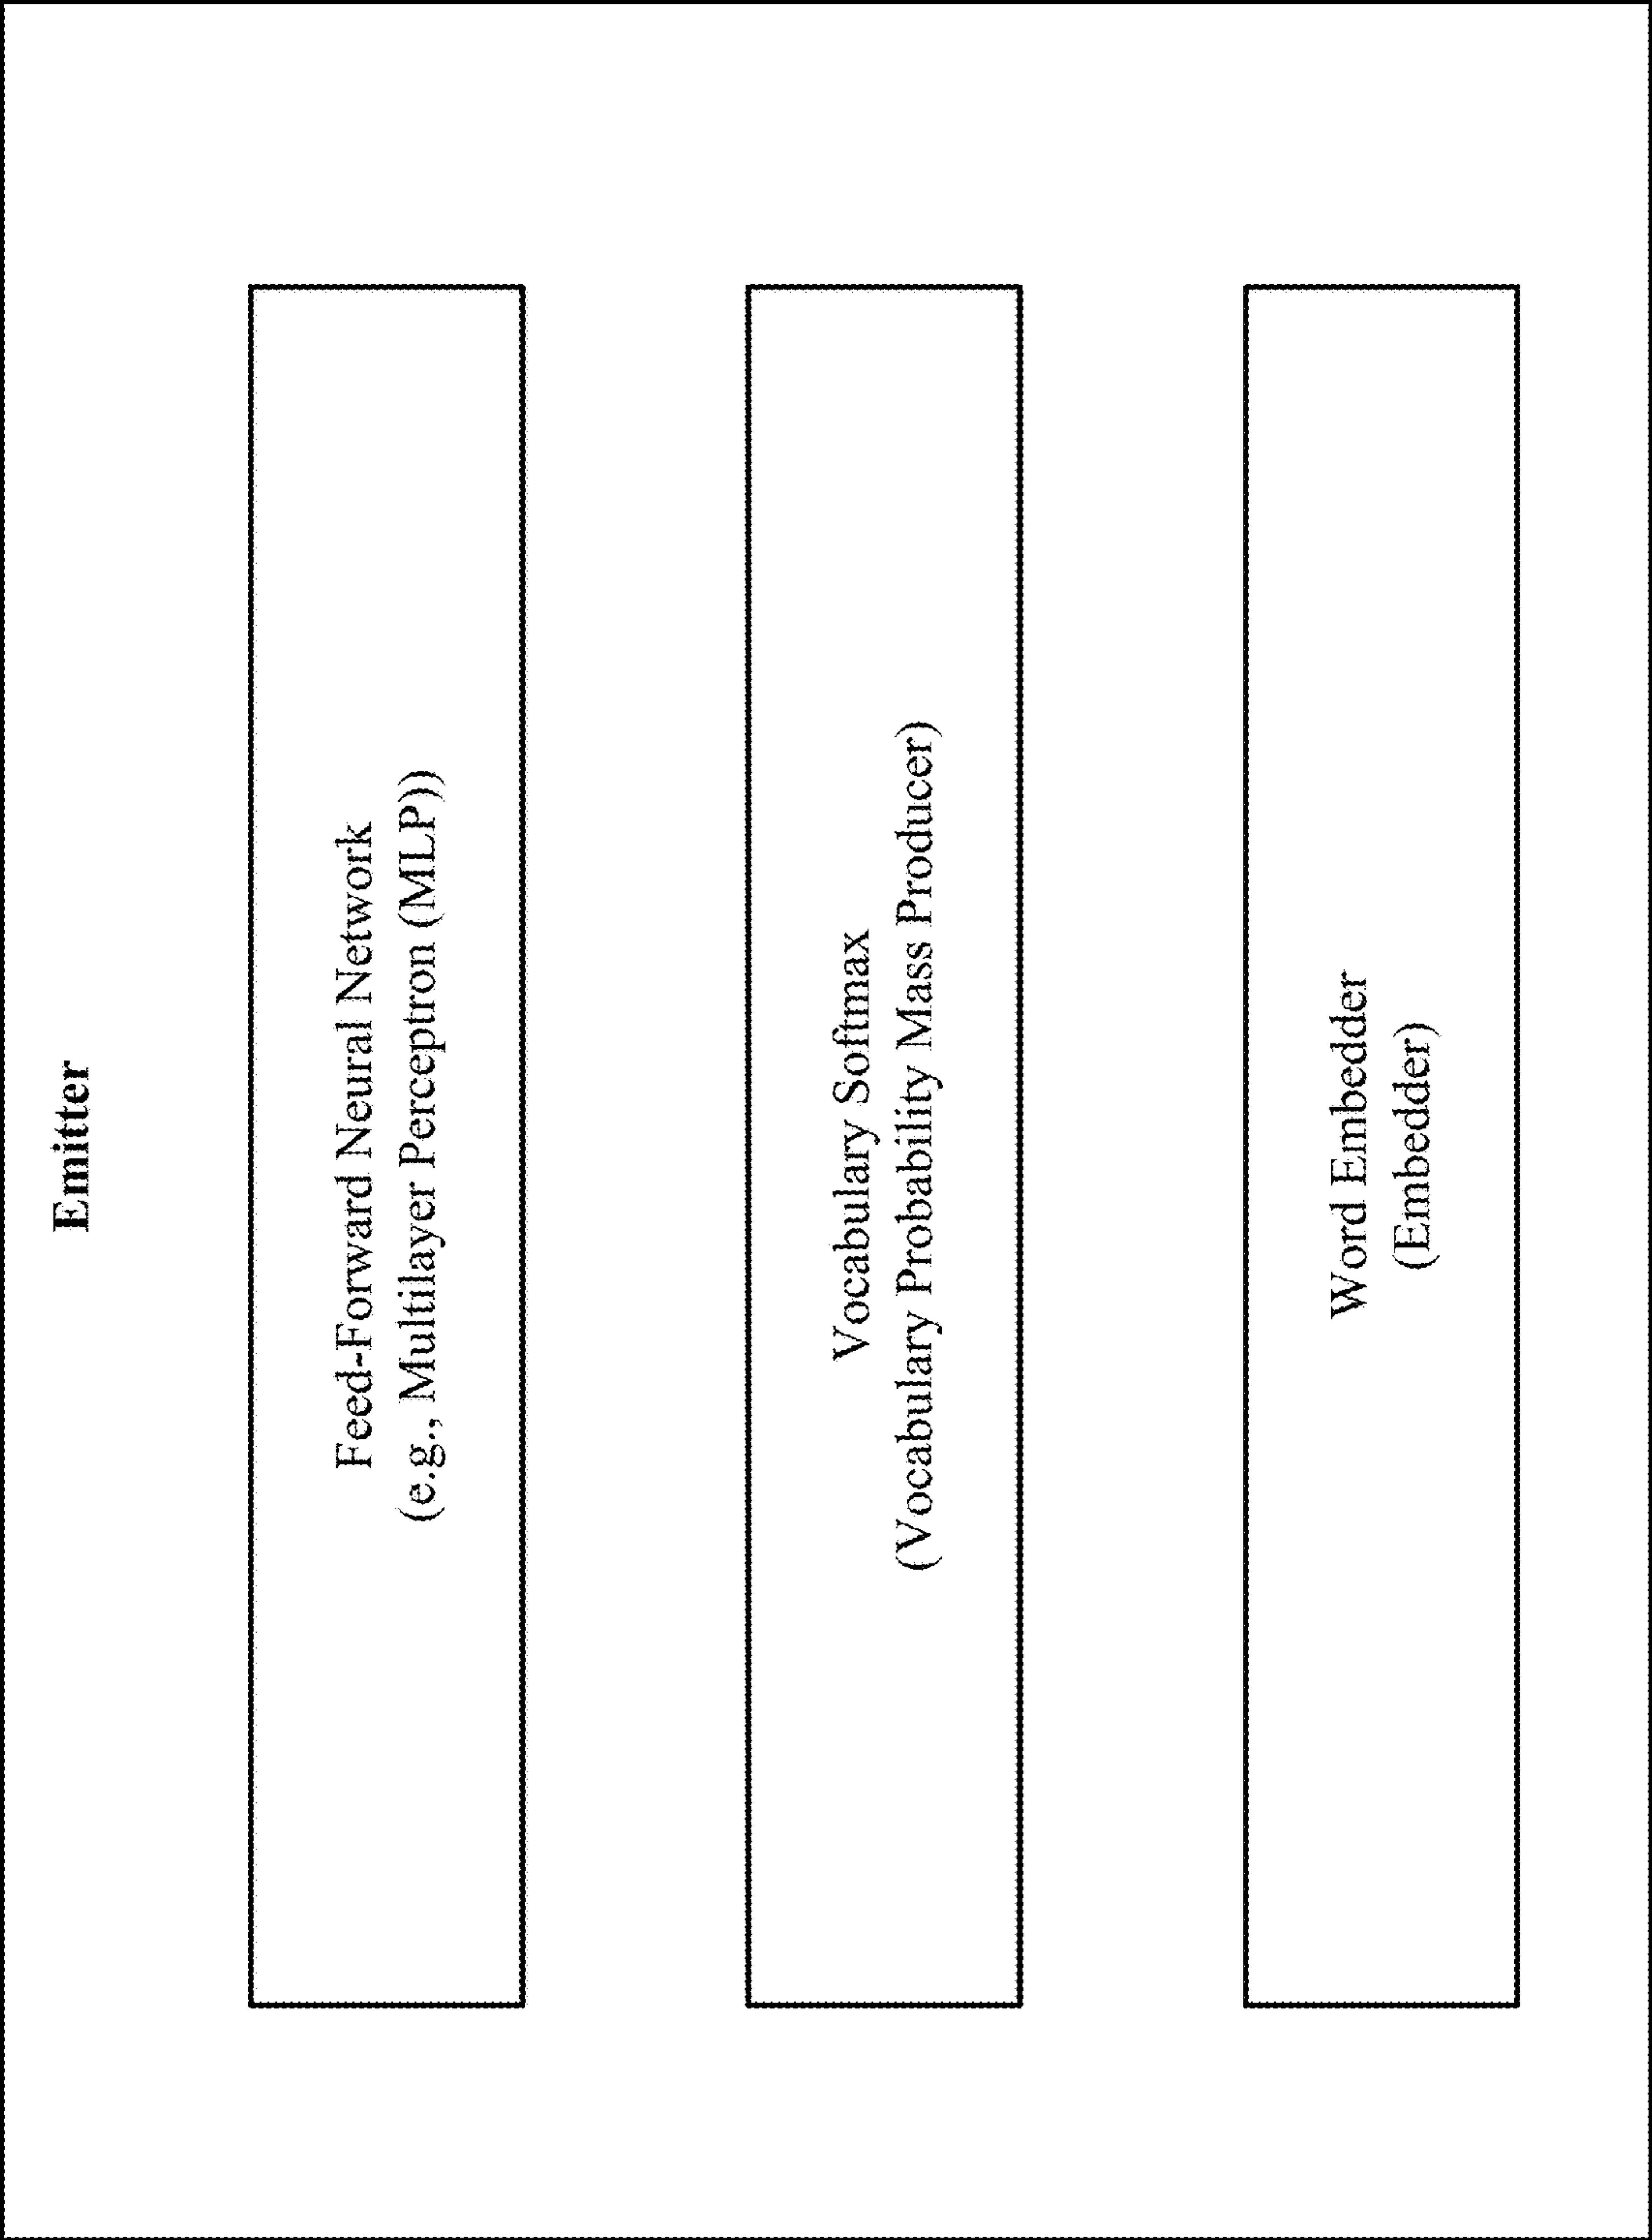 Emitter
Feed-Forward Neural Network
(e.g., Multilayer Perceptron (MLP))
Vocabulary Softmax
(Vocabulary Probability Mass Producer)
Word Embedder
(Embedder)